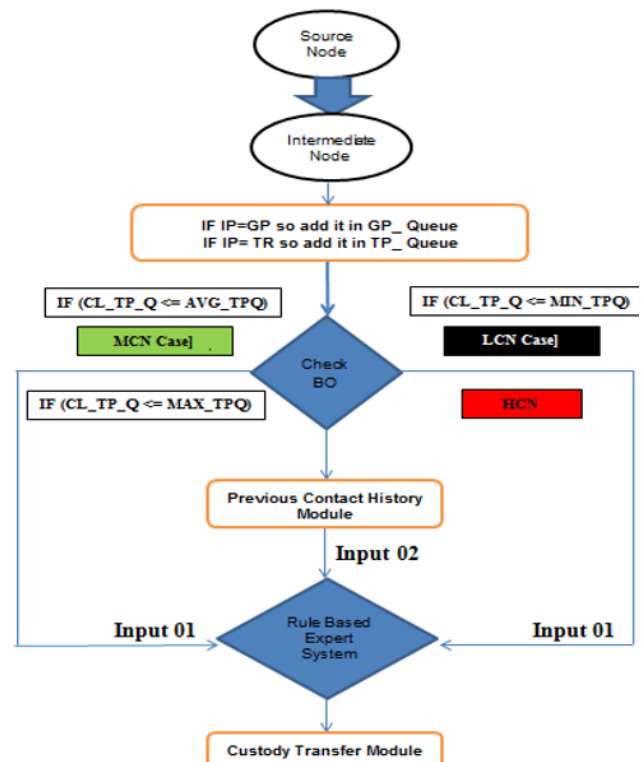 Source
Node
Intermediate
Node
IF IP=GP so add it in GP_ Queue
IF IP= TR so add it in TP_ Queue
IF (CL_TP_Q <= AVG_TPQ)
IF (CL_TP_Q <= MIN_TPQ)
MCN Case] .
LCN Case]
Check
BO
IF (CL_TP_Q <= MAX_TPQ)
HCN
Previous Contact History
Module
Input 02
Input 01
Rule Based
Expert
System
Input 01
Custody Transfer Module